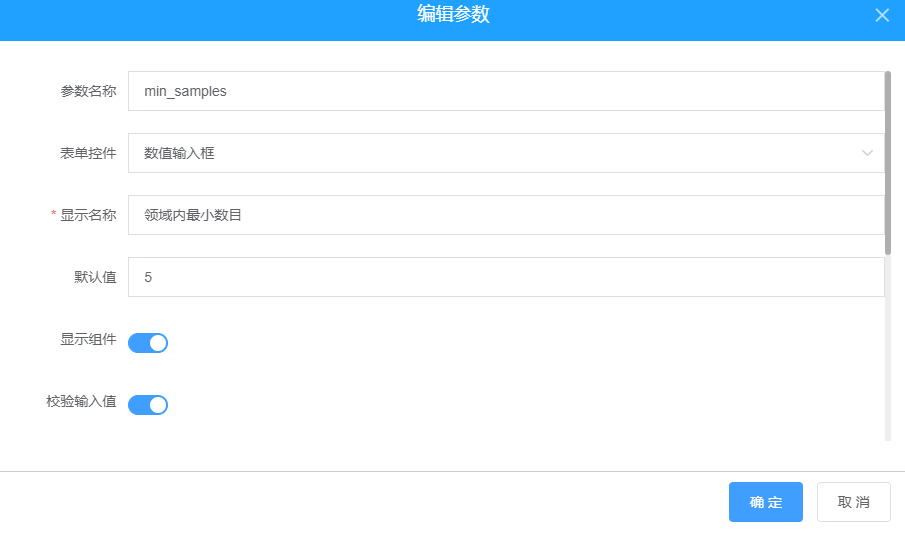 编辑参数
参数名称 min_samples
表单控件 数值输入框
* 显示名称 领域内最小数目
默认值 5
显示组件
校验输入值
确定 取消